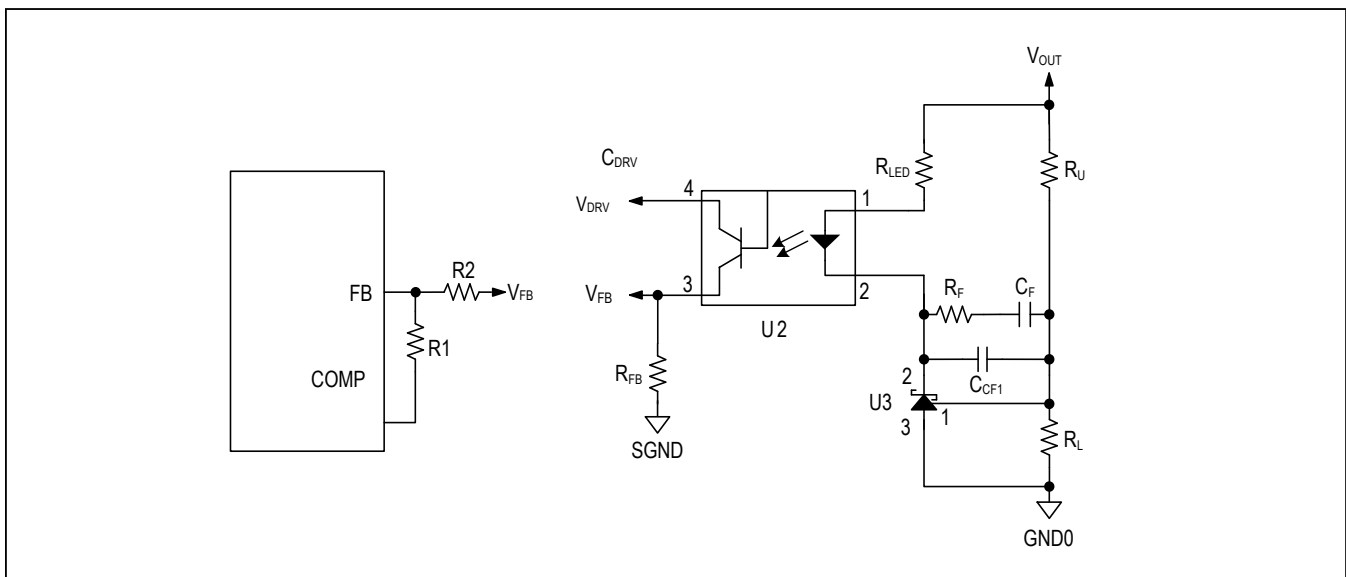 FB
COMP
R2
VFB
R1
CDRV
VDRV
4
VFB
3
1
2
U2
RFB
SGND
VOUT
RLED
RU
RF
CF
CCF1
U3
2
1
3
RL
GND0